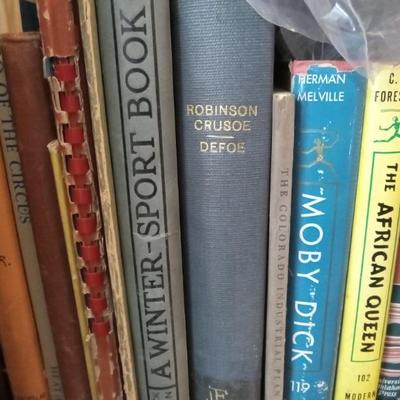 OF THE CIRCUS
A WINTER-SPORT BOOK
ROBINSON
CRUSOE
DEFOE
THE COLORADO INDUSTRIAL PLAN
HERMAN
MELVILLE
MOBY DICK
119
C.
THE AFRICAN QUEEN
102
MODERN